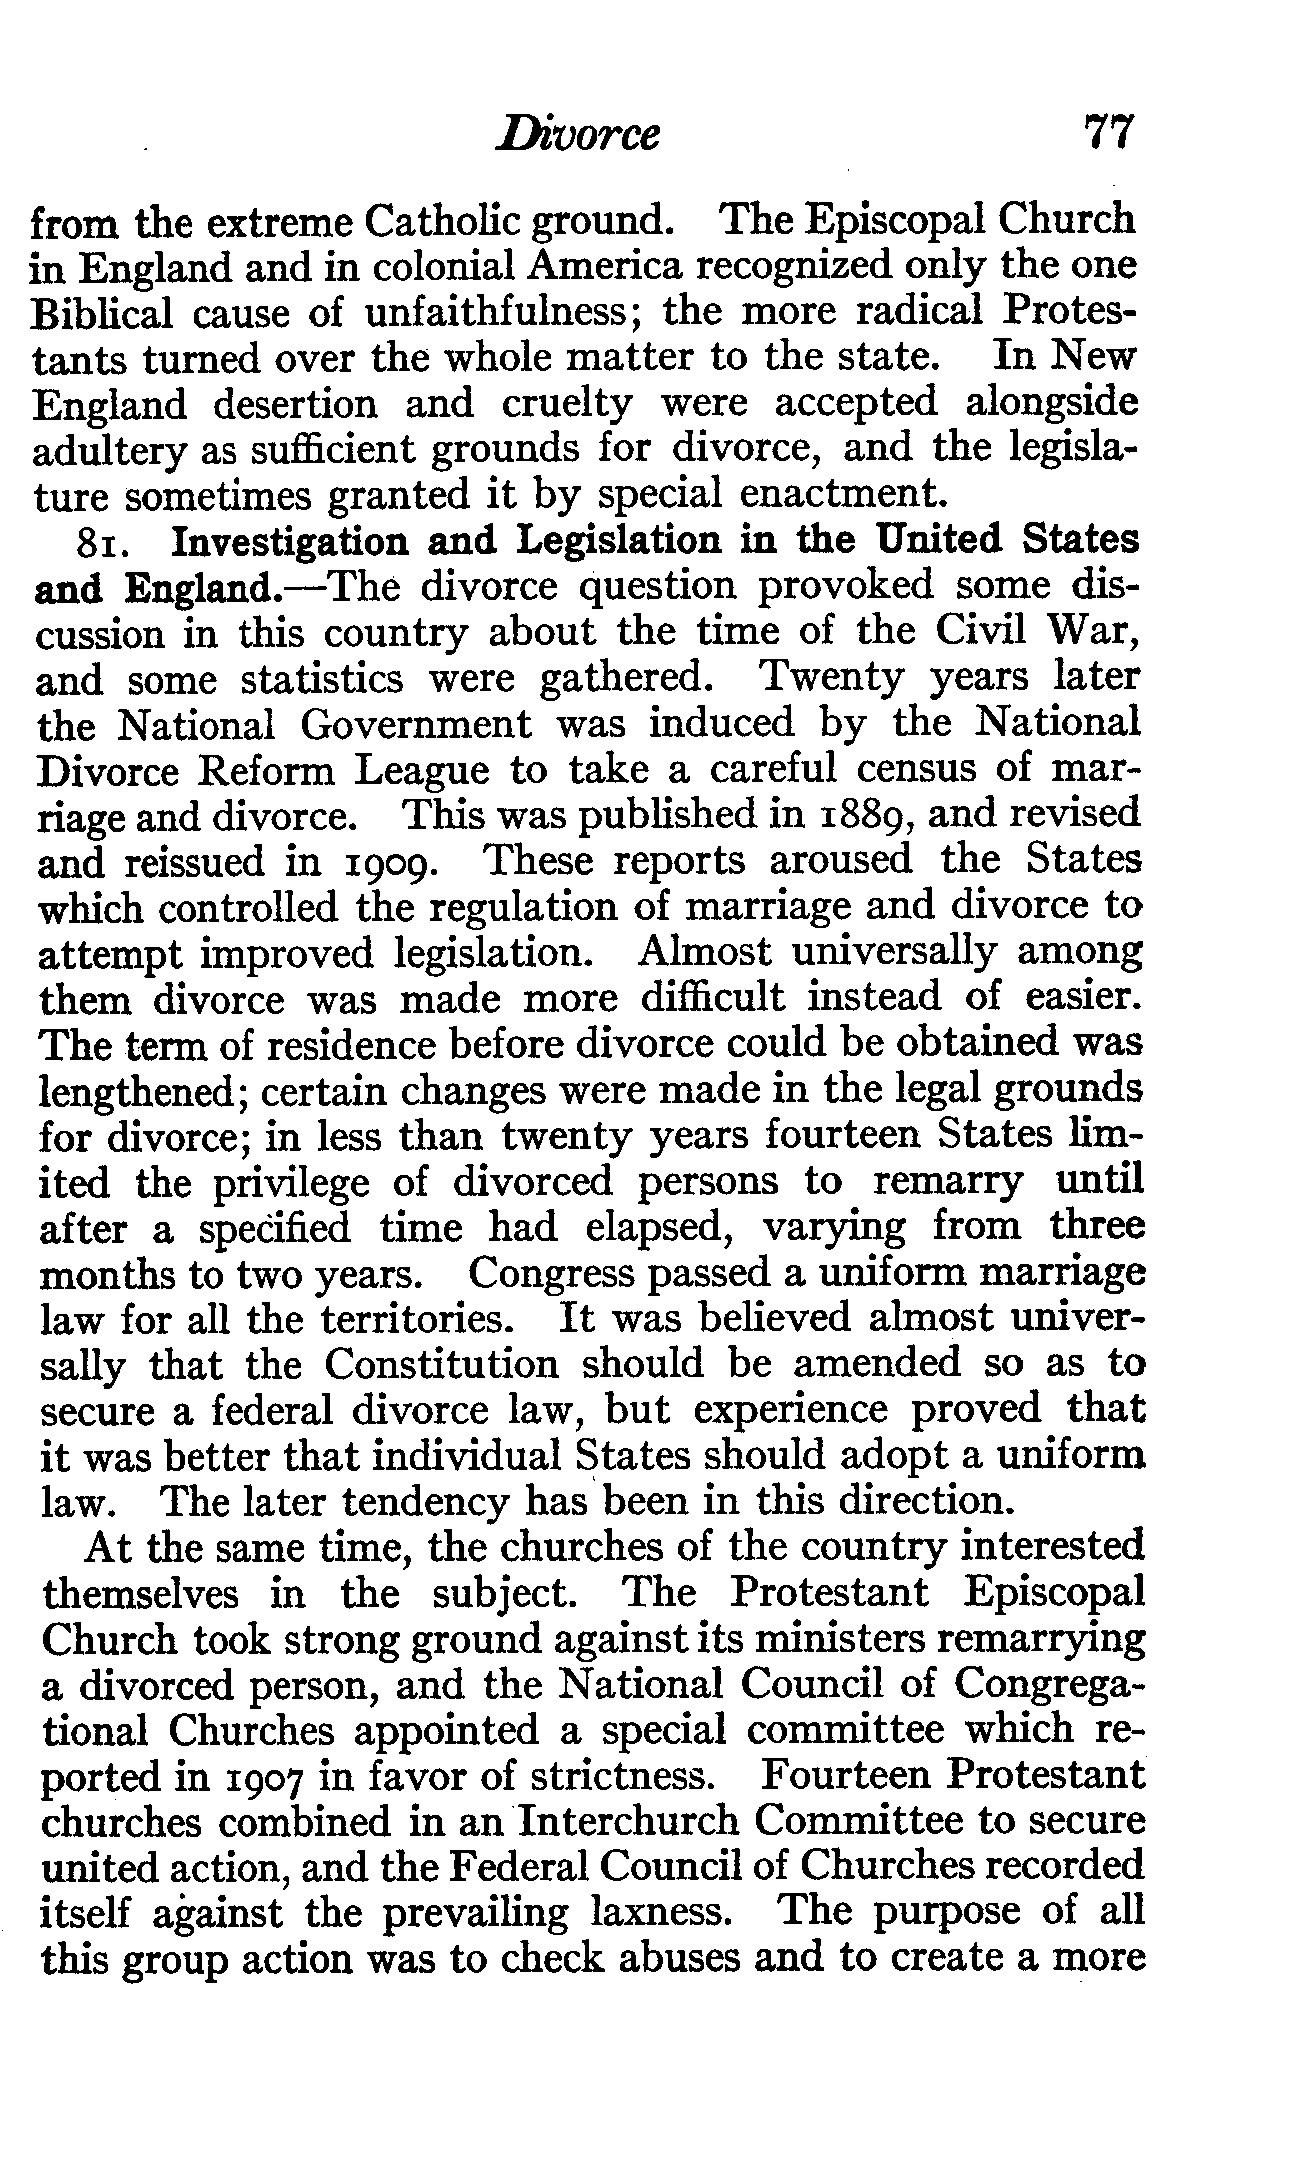 Divorce 77
from the extreme Catholic ground. The Episcopal Church
in England and in colonial America recognized only the one
Biblical cause of unfaithfulness; the more radical Protes-
tants turned over the whole matter to the state. In New
England desertion and cruelty were accepted alongside
adultery as sufficient grounds for divorce, and the legisla-
ture sometimes granted it by special enactment.
81. Investigation and Legislation in the United States
and England.—The divorce question provoked some dis-
cussion in this country about the time of the Civil War,
and some statistics were gathered. Twenty years later
the National Government was induced by the National
Divorce Reform League to take a careful census of mar-
riage and divorce. This was published in 1889, and revised
and reissued in 1909. These reports aroused the States
which controlled the regulation of marriage and divorce to
attempt improved legislation. Almost universally among
them divorce was made more difficult instead of easier.
The term of residence before divorce could be obtained was
lengthened; certain changes were made in the legal grounds
for divorce; in less than twenty years fourteen States lim-
ited the privilege of divorced persons to remarry until
after a specified time had elapsed, varying from three
months to two years. Congress passed a uniform marriage
law for all the territories. It was believed almost univer-
sally that the Constitution should be amended so as to
secure a federal divorce law, but experience proved that
it was better that individual States should adopt a uniform
law. The later tendency has been in this direction.
At the same time, the churches of the country interested
themselves in the subject. The Protestant Episcopal
Church took strong ground against its ministers remarrying
a divorced person, and the National Council of Congrega-
tional Churches appointed a special committee which re-
ported in 1907 in favor of strictness. Fourteen Protestant
churches combined in an Interchurch Committee to secure
united action, and the Federal Council of Churches recorded
itself against the prevailing laxness. The purpose of all
this group action was to check abuses and to create a more